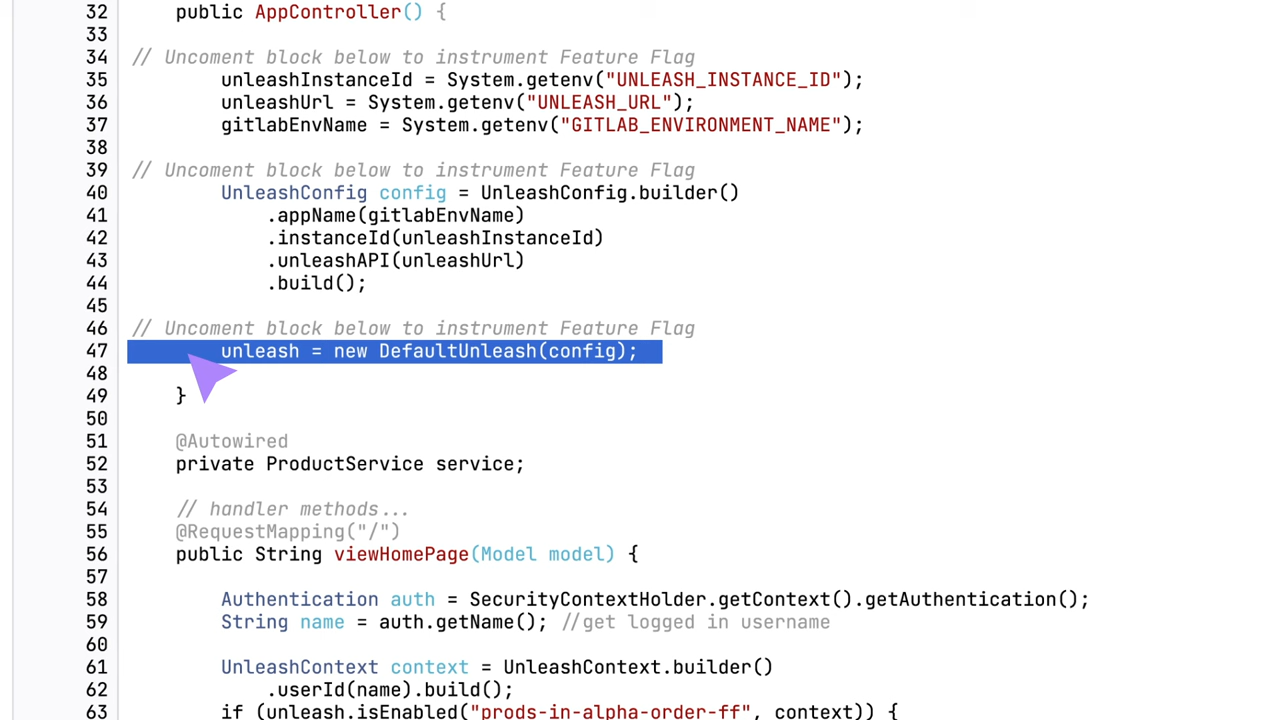 32 public AppController() {
33
34 // Uncoment block below to instrument Feature Flag
35 unleashInstanceId = System.getenv("UNLEASH_INSTANCE_ID");
36 unleashUrl = System.getenv("UNLEASH_URL");
37 gitlabEnvName = System.getenv("GITLAB_ENVIRONMENT_NAME");
38
39 // Uncoment block below to instrument Feature Flag
40 UnleashConfig config = UnleashConfig.builder()
41 .appName(gitlabEnvName)
42 .instanceId(unleashInstanceId)
43 .unleashAPI(unleashUrl)
44 .build();
45
46 // Uncoment block below to instrument Feature Flag
47 unleash = new DefaultUnleash(config);
48
49 }
50
51 @Autowired
52 private ProductService service;
53
54 // handler methods...
55 @RequestMapping("/")
56 public String viewHomePage(Model model) {
57
58 Authentication auth = SecurityContextHolder.getContext().getAuthentication();
59 String name = auth.getName(); //get logged in username
60
61 UnleashContext context = UnleashContext.builder()
62 .userId(name).build();
63 if (unleash.isEnabled("prods-in-alpha-order-ff", context)) {